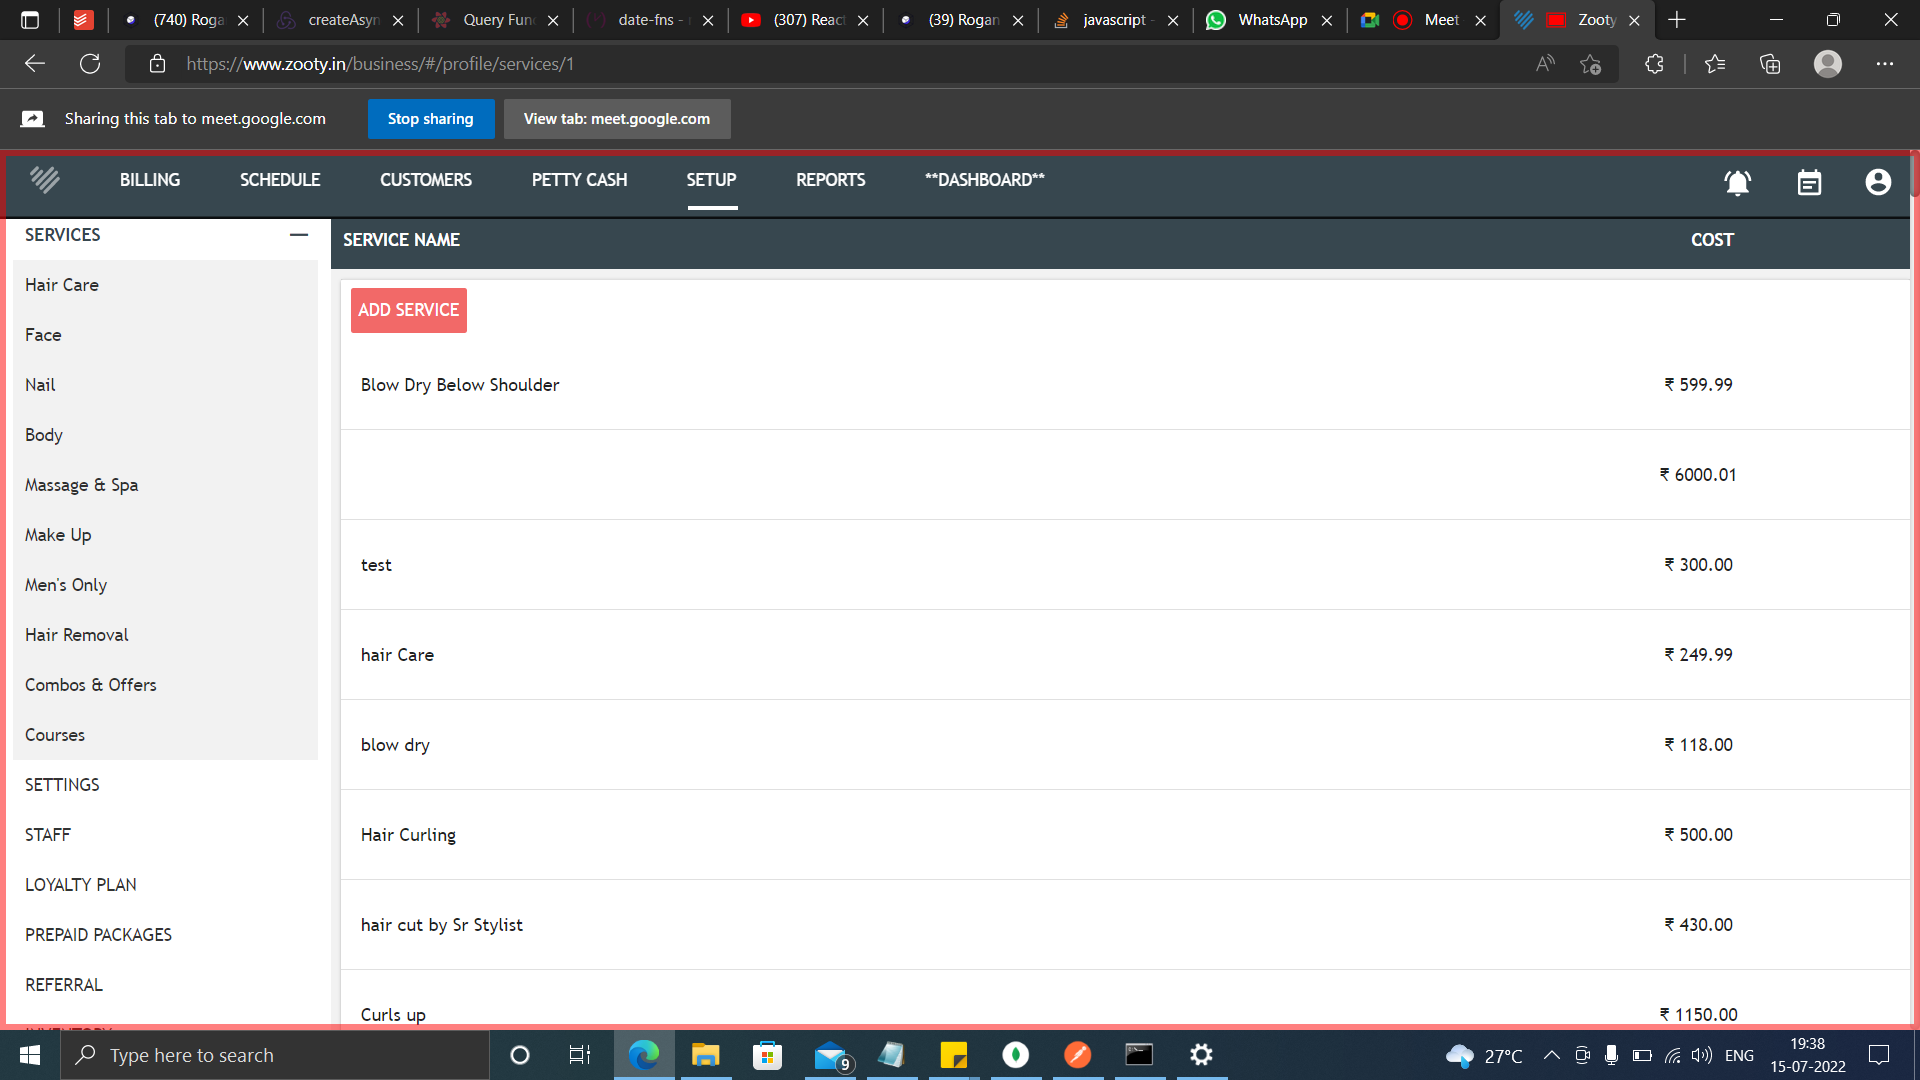 (740) Roga
createAsyn
Query Fun
date-fns -
(307) React
(39) Rogan
javascript -
WhatsApp
Meet
Zooty
https://www.zooty.in/business/#/profile/services/1
Sharing this tab to meet.google.com
Stop sharing
View tab: meet.google.com
BILLING
SCHEDULE
CUSTOMERS
PETTY CASH
SETUP
REPORTS
**DASHBOARD**
SERVICES
Hair Care
Face
Nail
Body
Massage & Spa
Make Up
Men's Only
Hair Removal
Combos & Offers
Courses
SETTINGS
STAFF
LOYALTY PLAN
PREPAID PACKAGES
REFERRAL
SERVICE NAME COST
ADD SERVICE
Blow Dry Below Shoulder ₹ 599.99
₹ 6000.01
test ₹ 300.00
hair Care ₹ 249.99
blow dry ₹ 118.00
Hair Curling ₹ 500.00
hair cut by Sr Stylist ₹ 430.00
Curls up ₹ 1150.00
Type here to search
9
27°C
ENG
19:38
15-07-2022